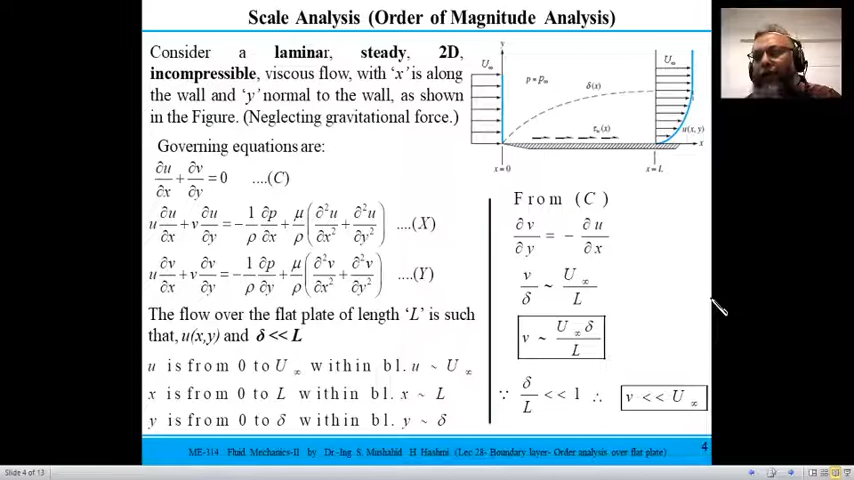 Scale Analysis (Order of Magnitude Analysis)
Consider a laminar, steady, 2D,
incompressible, viscous flow, with ‘x’ is along
the wall and ‘y’ normal to the wall, as shown
in the Figure. (Neglecting gravitational force.)
Governing equations are:
∂u/∂x + ∂v/∂y = 0 ....(C)
u ∂u/∂x + v ∂u/∂y = − 1/ρ ∂p/∂x + μ/ρ (∂²u/∂x² + ∂²u/∂y²) ....(X)
u ∂v/∂x + v ∂v/∂y = − 1/ρ ∂p/∂y + μ/ρ (∂²v/∂x² + ∂²v/∂y²) ....(Y)
The flow over the flat plate of length ‘L’ is such
that, u(x,y) and δ << L
u is from 0 to U∞ within bl. u ~ U∞
x is from 0 to L within bl. x ~ L
y is from 0 to δ within bl. y ~ δ
y
U∞
p = p∞
δ(x)
U∞
τw(x)
u(x, y)
x
x = 0
x = L
From (C)
∂v/∂y = − ∂u/∂x
v/δ ~ U∞/L
v ~ U∞δ/L
∵ δ/L << 1 ∴ v << U∞
ME-314 Fluid Mechanics-II by Dr.-Ing. S. Mushahid H Hashmi (Lec 28- Boundary layer- Order analysis over flat plate)
4
Slide 4 of 13